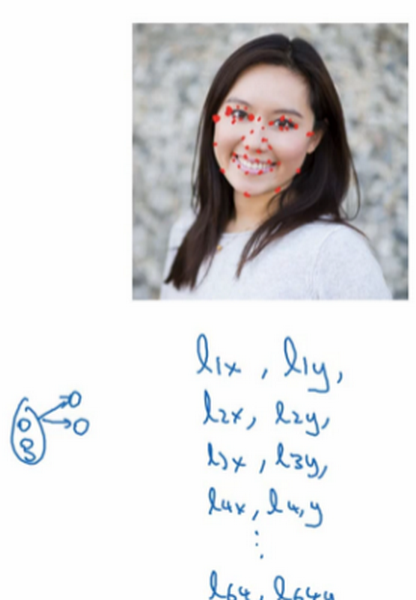 l1x, l1y,
l2x, l2y,
l3x, l3y,
l4x, l4,y
⋮
l64, l64y